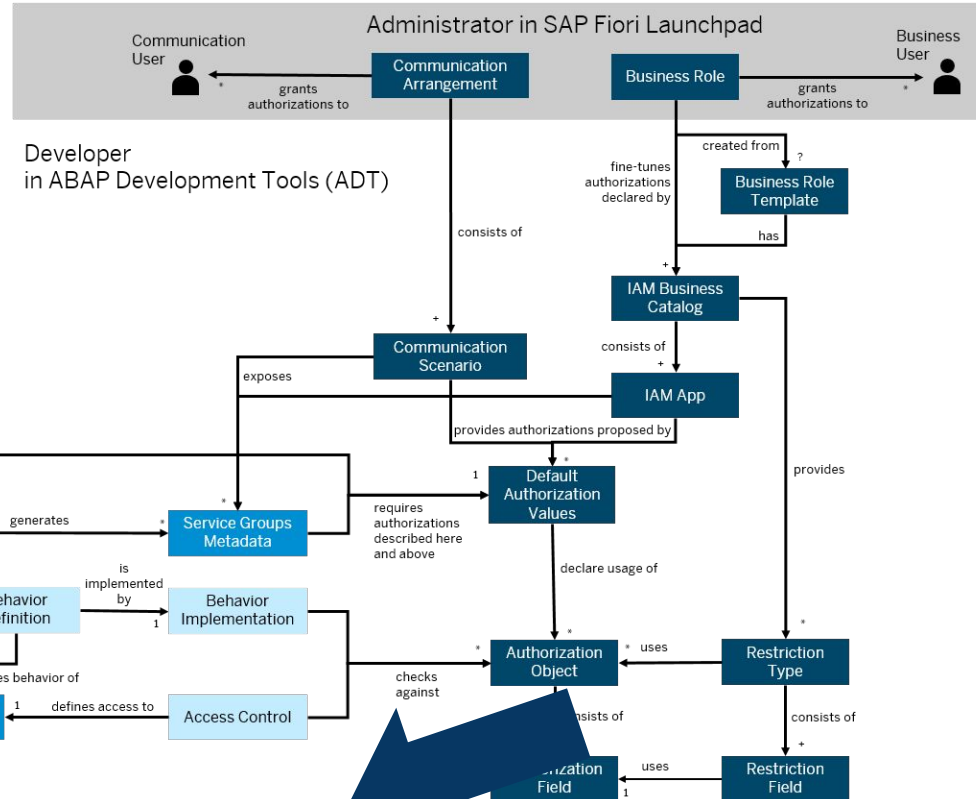 Administrator in SAP Fiori Launchpad
Communication
User
*
grants
authorizations to
Communication
Arrangement
Business Role
grants
authorizations to
*
Business
User
Developer
in ABAP Development Tools (ADT)
created from
?
fine-tunes
authorizations
declared by
Business Role
Template
has
consists of
+
+
IAM Business
Catalog
consists of
+
Communication
Scenario
exposes
IAM App
provides authorizations proposed by
*
provides
1
Default
Authorization
Values
*
generates
*
Service Groups
Metadata
requires
authorizations
described here
and above
declare usage of
is
implemented
by
1
Behavior
Implementation
*
checks
against
*
Authorization
Object
*
uses
*
Restriction
Type
behavior of
1
defines access to
Access Control
consists of
+
Field
uses
1
Restriction
Field